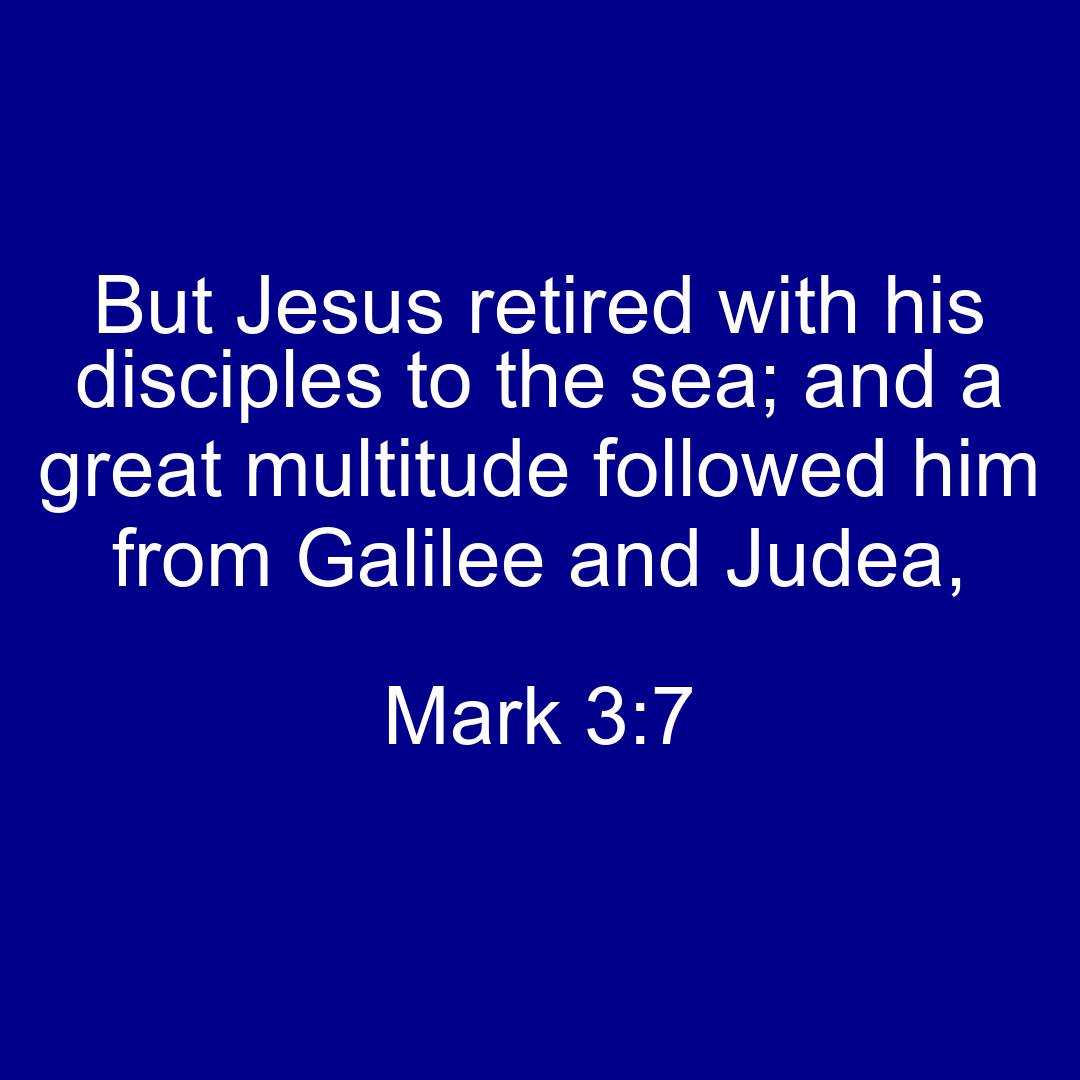 But Jesus retired with his
disciples to the sea; and a
great multitude followed him
from Galilee and Judea,
Mark 3:7